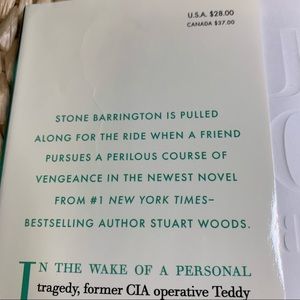 U.S.A. $28.00
CANADA $37.00
STONE BARRINGTON IS PULLED
ALONG FOR THE RIDE WHEN A FRIEND
PURSUES A PERILOUS COURSE OF
VENGEANCE IN THE NEWEST NOVEL
FROM #1 NEW YORK TIMES–
BESTSELLING AUTHOR STUART WOODS.
IN THE WAKE OF A PERSONAL
tragedy, former CIA operative Teddy